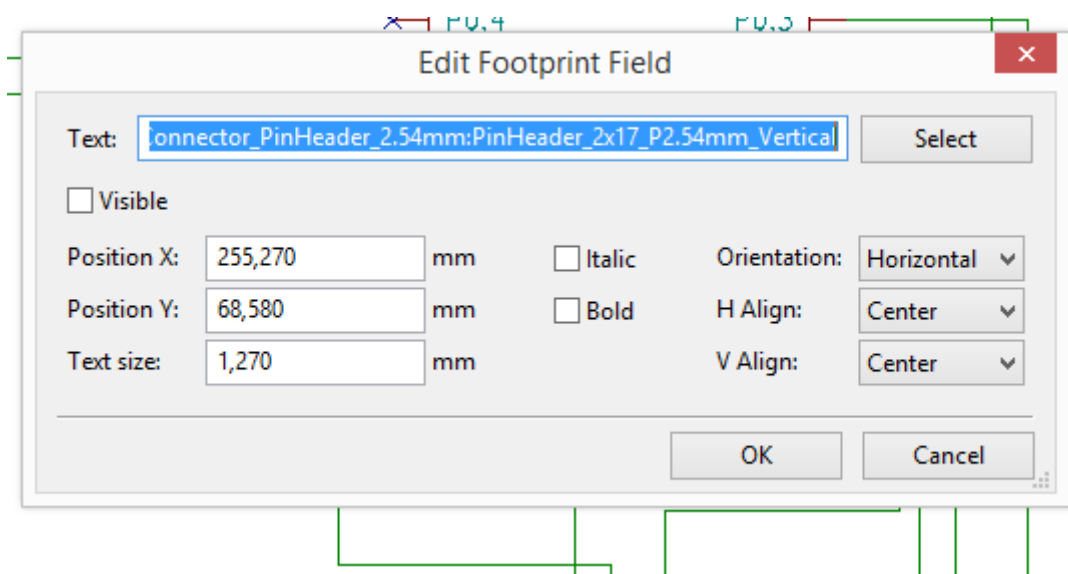 P0,4 P0,3
Edit Footprint Field
Text: Connector_PinHeader_2.54mm:PinHeader_2x17_P2.54mm_Vertical Select
Visible
Position X: 255,270 mm Italic Orientation: Horizontal
Position Y: 68,580 mm Bold H Align: Center
Text size: 1,270 mm V Align: Center
OK Cancel